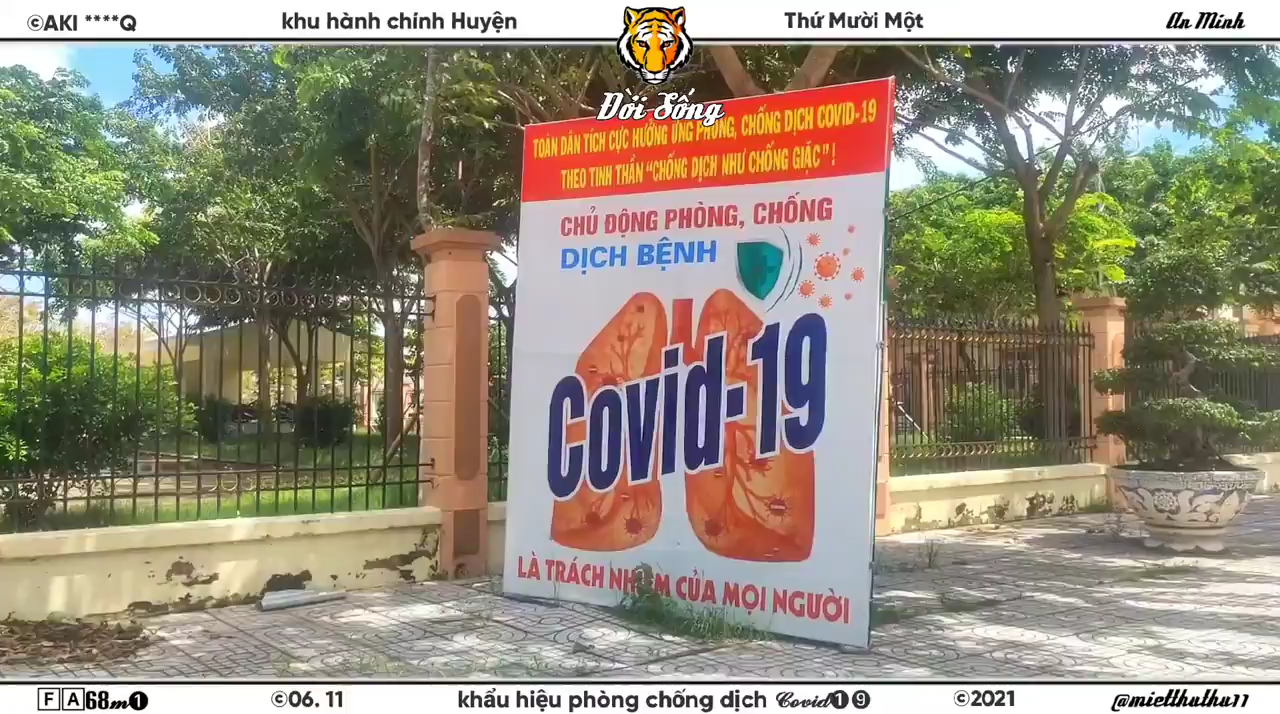 ©AKI ****Q khu hành chính Huyện Thứ Mười Một An Minh
Đời Sống
TOÀN DÂN TÍCH CỰC HƯỞNG ỨNG PHÒNG, CHỐNG DỊCH COVID-19
THEO TINH THẦN "CHỐNG DỊCH NHƯ CHỐNG GIẶC" !
CHỦ ĐỘNG PHÒNG, CHỐNG
DỊCH BỆNH
Covid-19
LÀ TRÁCH NHIỆM CỦA MỌI NGƯỜI
🄵🄰68m❶ ©06. 11 khẩu hiệu phòng chống dịch Covid❶❾ ©2021 @mietthuthu11